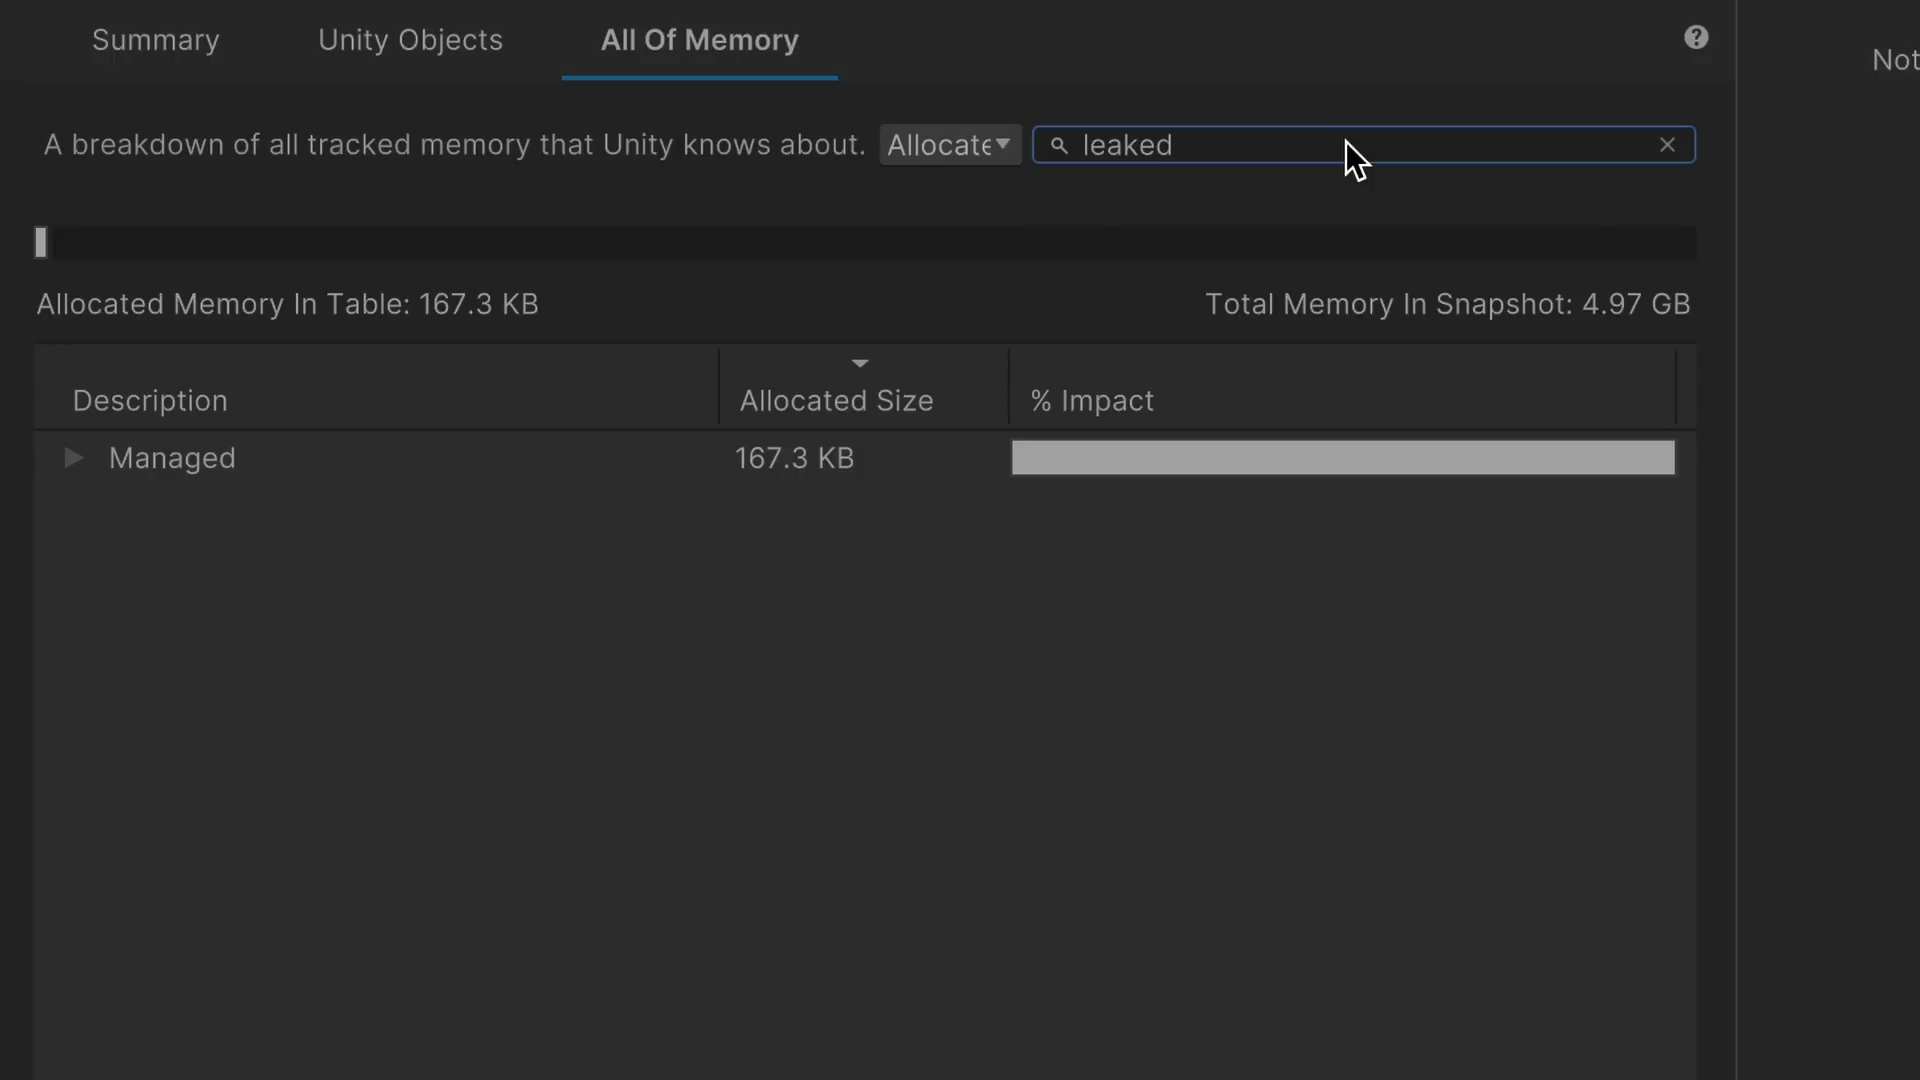 Summary Unity Objects All Of Memory ?
Not
A breakdown of all tracked memory that Unity knows about. Allocate leaked
Allocated Memory In Table: 167.3 KB Total Memory In Snapshot: 4.97 GB
Description Allocated Size % Impact
Managed 167.3 KB